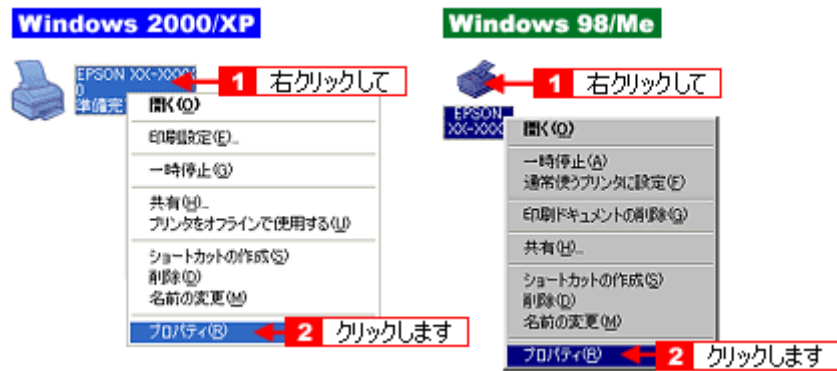 Windows 2000/XP
EPSON XX-XXXX
0
準備完
1 右クリックして
開く(O)
印刷設定(E)...
一時停止(G)
共有(H)...
プリンタをオフラインで使用する(U)
ショートカットの作成(S)
削除(D)
名前の変更(M)
プロパティ(R)
2 クリックします
Windows 98/Me
1 右クリックして
EPSON
XX-XXXX
開く(O)
一時停止(A)
通常使うプリンタに設定(F)
印刷ドキュメントの削除(G)
共有(H)...
ショートカットの作成(S)
削除(D)
名前の変更(M)
プロパティ(R)
2 クリックします